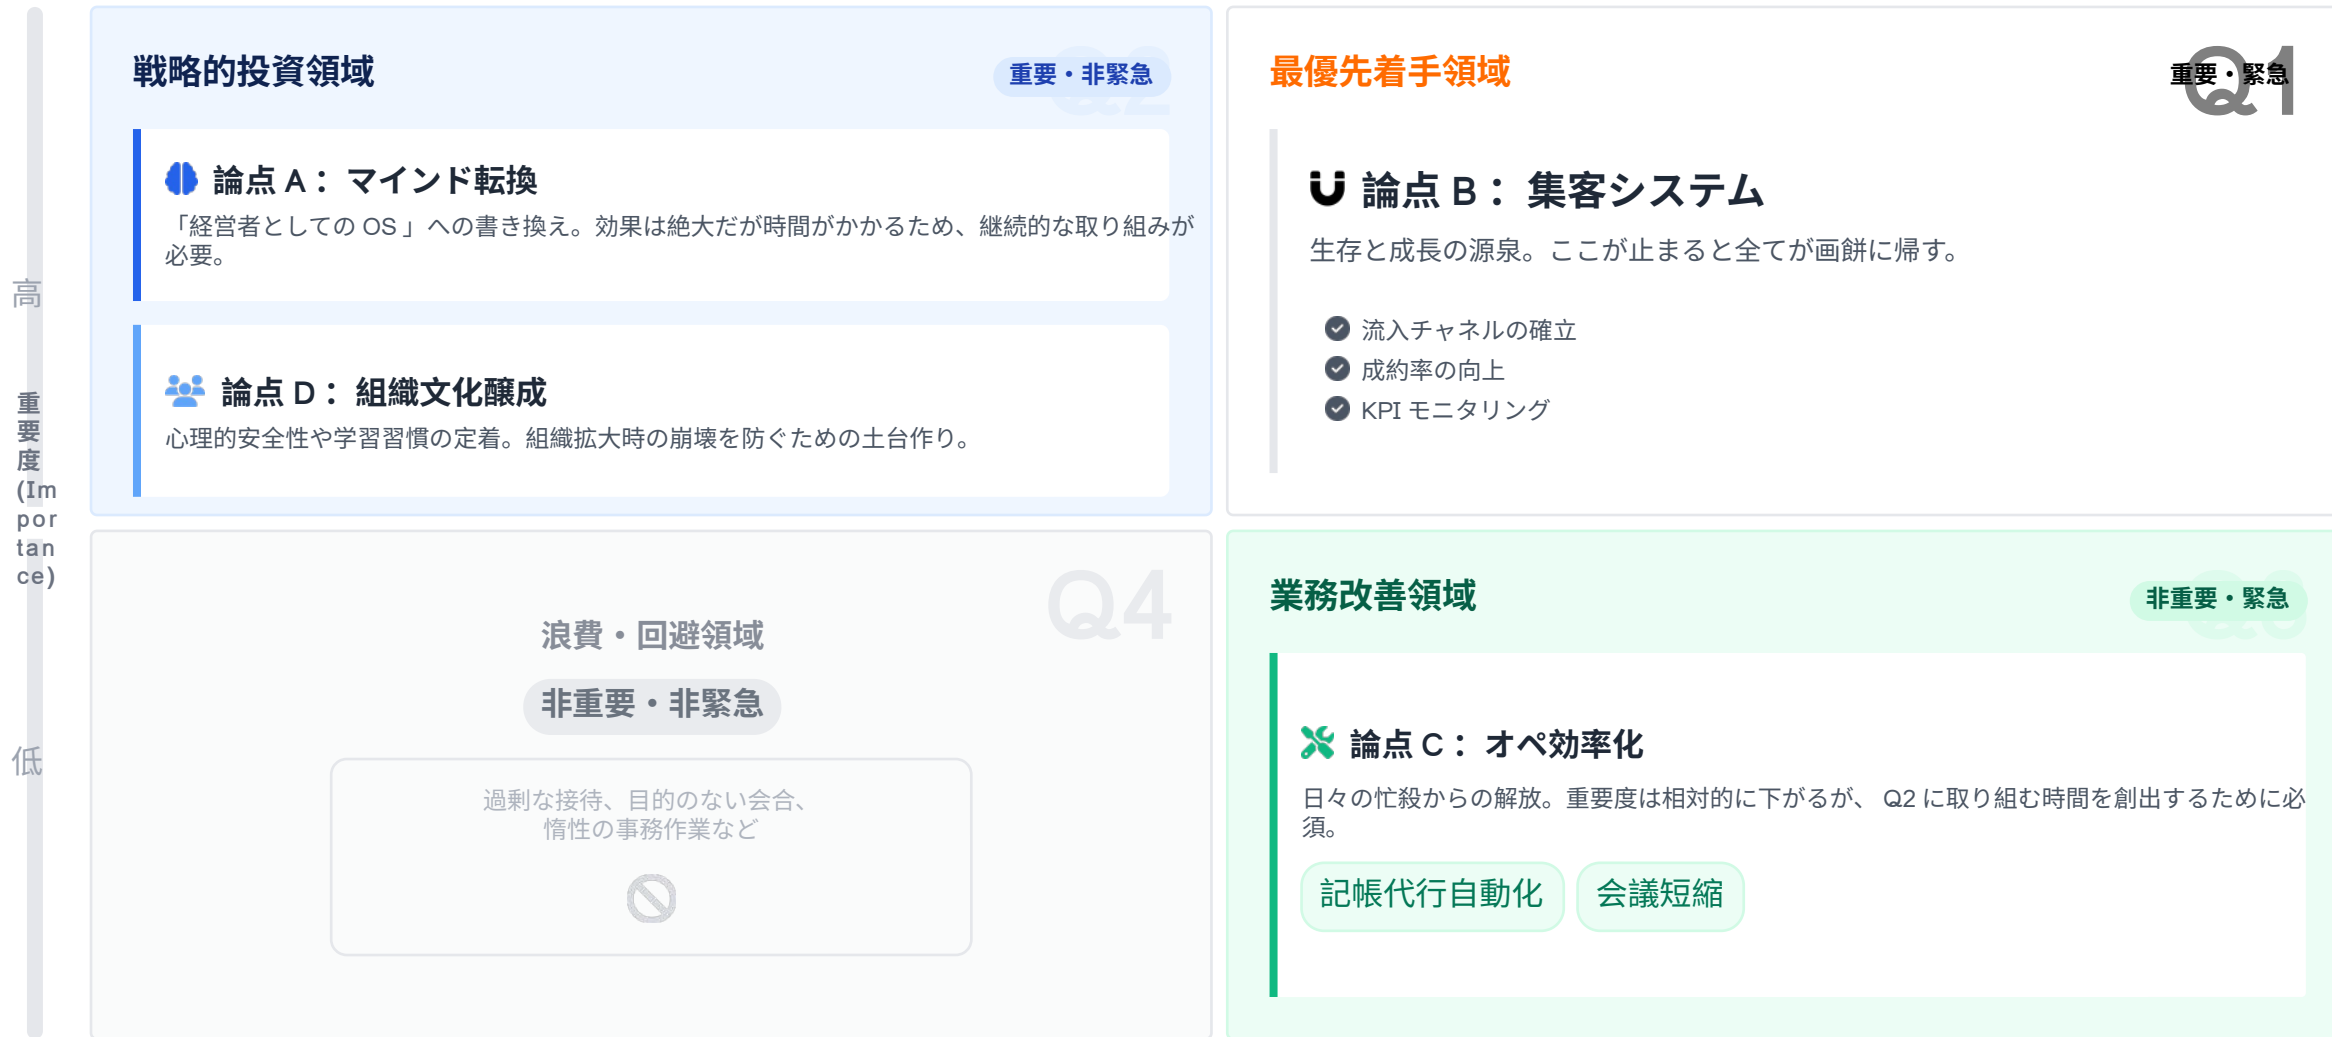 高
重
要
度
(Im
por
tan
ce)
低
戦略的投資領域
重要・非緊急
Q2
論点 A： マインド転換
「経営者としての OS 」への書き換え。効果は絶大だが時間がかかるため、継続的な取り組みが
必要。
論点 D： 組織文化醸成
心理的安全性や学習習慣の定着。組織拡大時の崩壊を防ぐための土台作り。
最優先着手領域
重要・緊急
Q1
論点 B： 集客システム
生存と成長の源泉。ここが止まると全てが画餅に帰す。
流入チャネルの確立
成約率の向上
KPI モニタリング
Q4
浪費・回避領域
非重要・非緊急
過剰な接待、目的のない会合、
惰性の事務作業など
業務改善領域
非重要・緊急
Q3
論点 C： オペ効率化
日々の忙殺からの解放。重要度は相対的に下がるが、 Q2 に取り組む時間を創出するために必
須。
記帳代行自動化
会議短縮